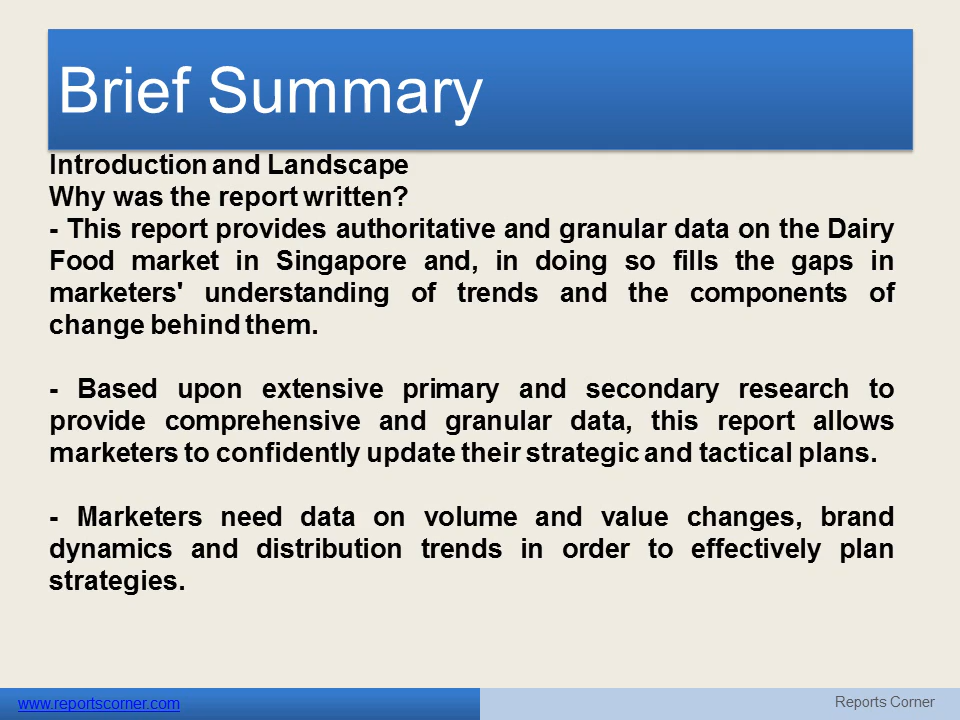 Brief Summary
Introduction and Landscape
Why was the report written?
- This report provides authoritative and granular data on the Dairy
Food market in Singapore and, in doing so fills the gaps in
marketers' understanding of trends and the components of
change behind them.
- Based upon extensive primary and secondary research to
provide comprehensive and granular data, this report allows
marketers to confidently update their strategic and tactical plans.
- Marketers need data on volume and value changes, brand
dynamics and distribution trends in order to effectively plan
strategies.
www.reportscorner.com
Reports Corner